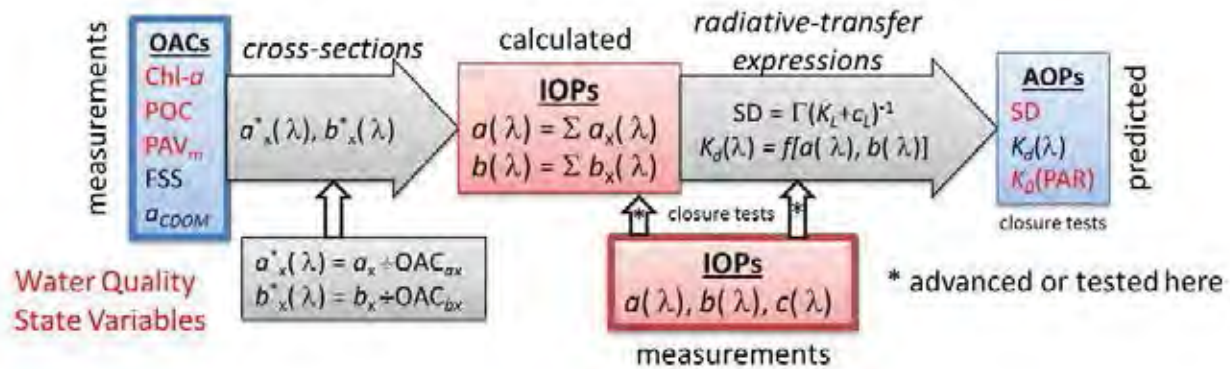 measurements
OACs
Chl-a
POC
PAVm
FSS
aCDOM
cross-sections
a*x(λ), b*x(λ)
a*x(λ) = ax÷OACax
b*x(λ) = bx÷OACbx
Water Quality
State Variables
calculated
IOPs
a(λ) = Σ ax(λ)
b(λ) = Σ bx(λ)
radiative-transfer
expressions
SD = Γ(KL+cL)-1
Kd(λ) = f[a(λ), b(λ)]
* closure tests *
IOPs
a(λ), b(λ), c(λ)
measurements
AOPs
SD
Kd(λ)
K0(PAR)
closure tests
predicted
* advanced or tested here